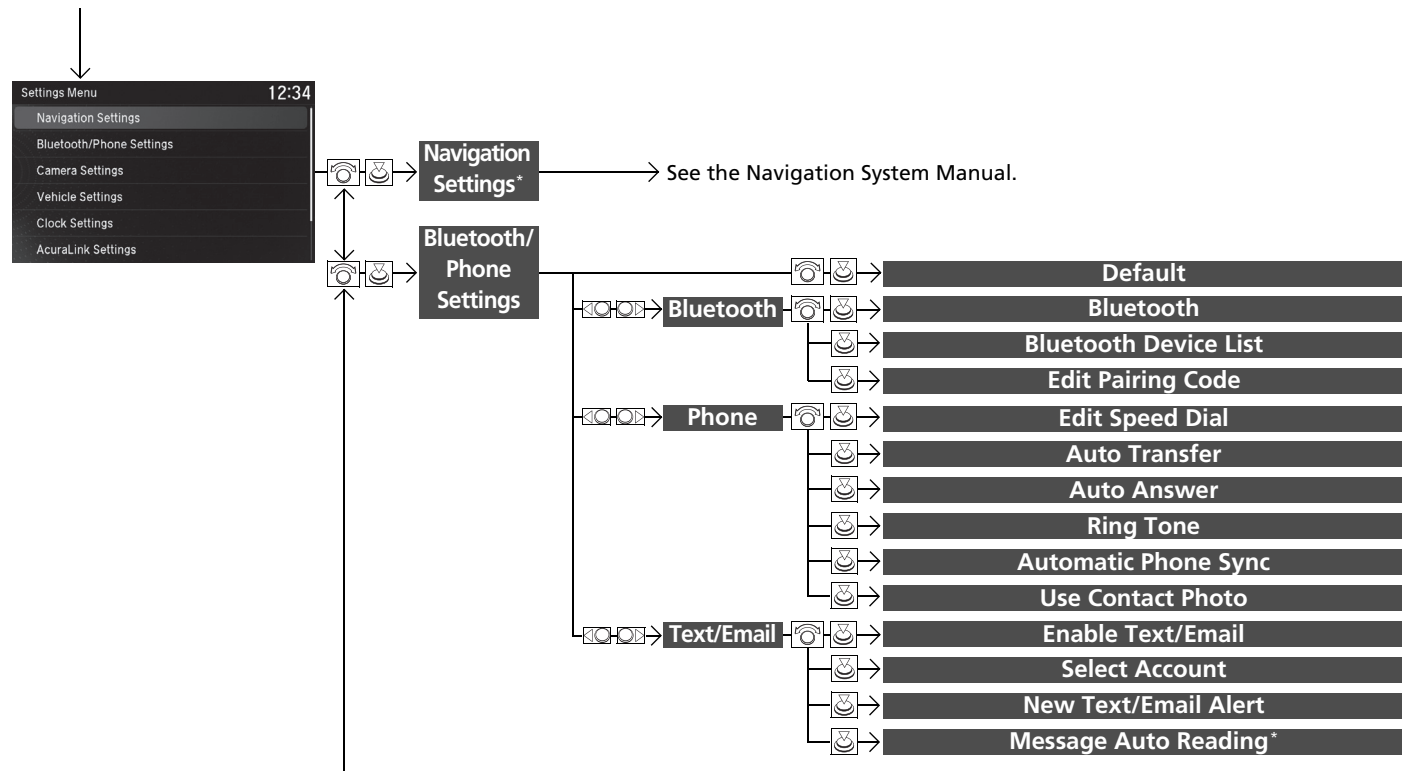 Settings Menu 12:34
Navigation Settings
Bluetooth/Phone Settings
Camera Settings
Vehicle Settings
Clock Settings
AcuraLink Settings
Navigation
Settings*
See the Navigation System Manual.
Bluetooth/
Phone
Settings
Default
Bluetooth
Bluetooth
Bluetooth Device List
Edit Pairing Code
Phone
Edit Speed Dial
Auto Transfer
Auto Answer
Ring Tone
Automatic Phone Sync
Use Contact Photo
Text/Email
Enable Text/Email
Select Account
New Text/Email Alert
Message Auto Reading*